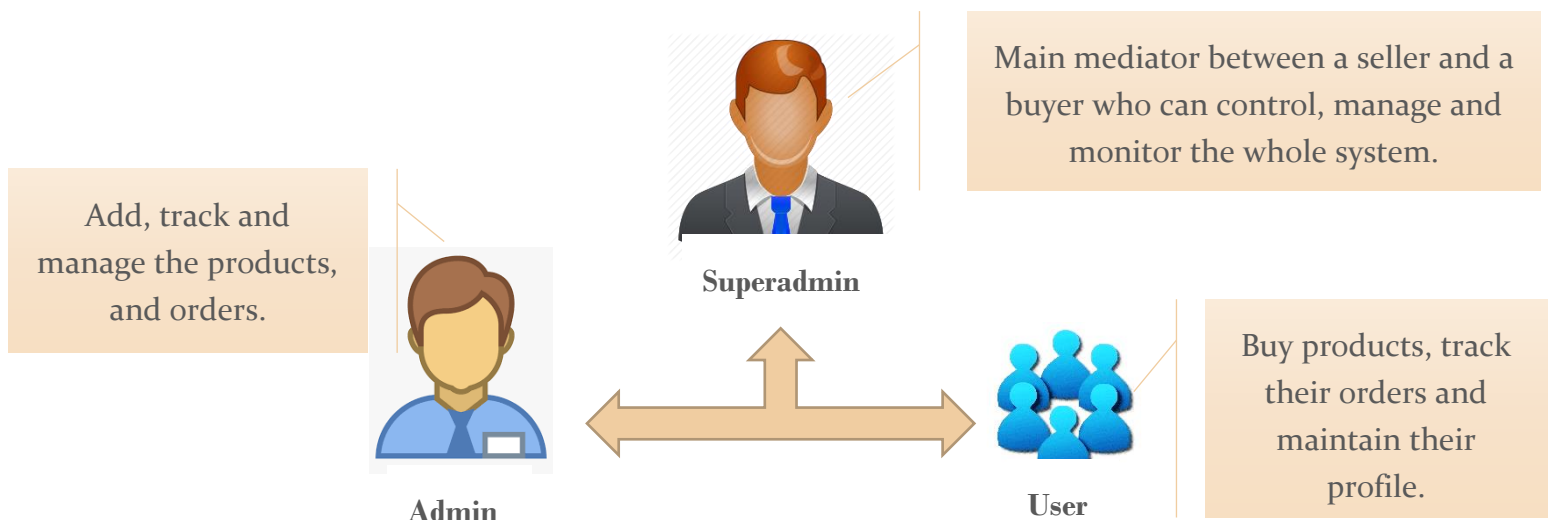 Main mediator between a seller and a
buyer who can control, manage and
monitor the whole system.
Add, track and
manage the products,
and orders.
Superadmin
Buy products, track
their orders and
maintain their
profile.
Admin
User